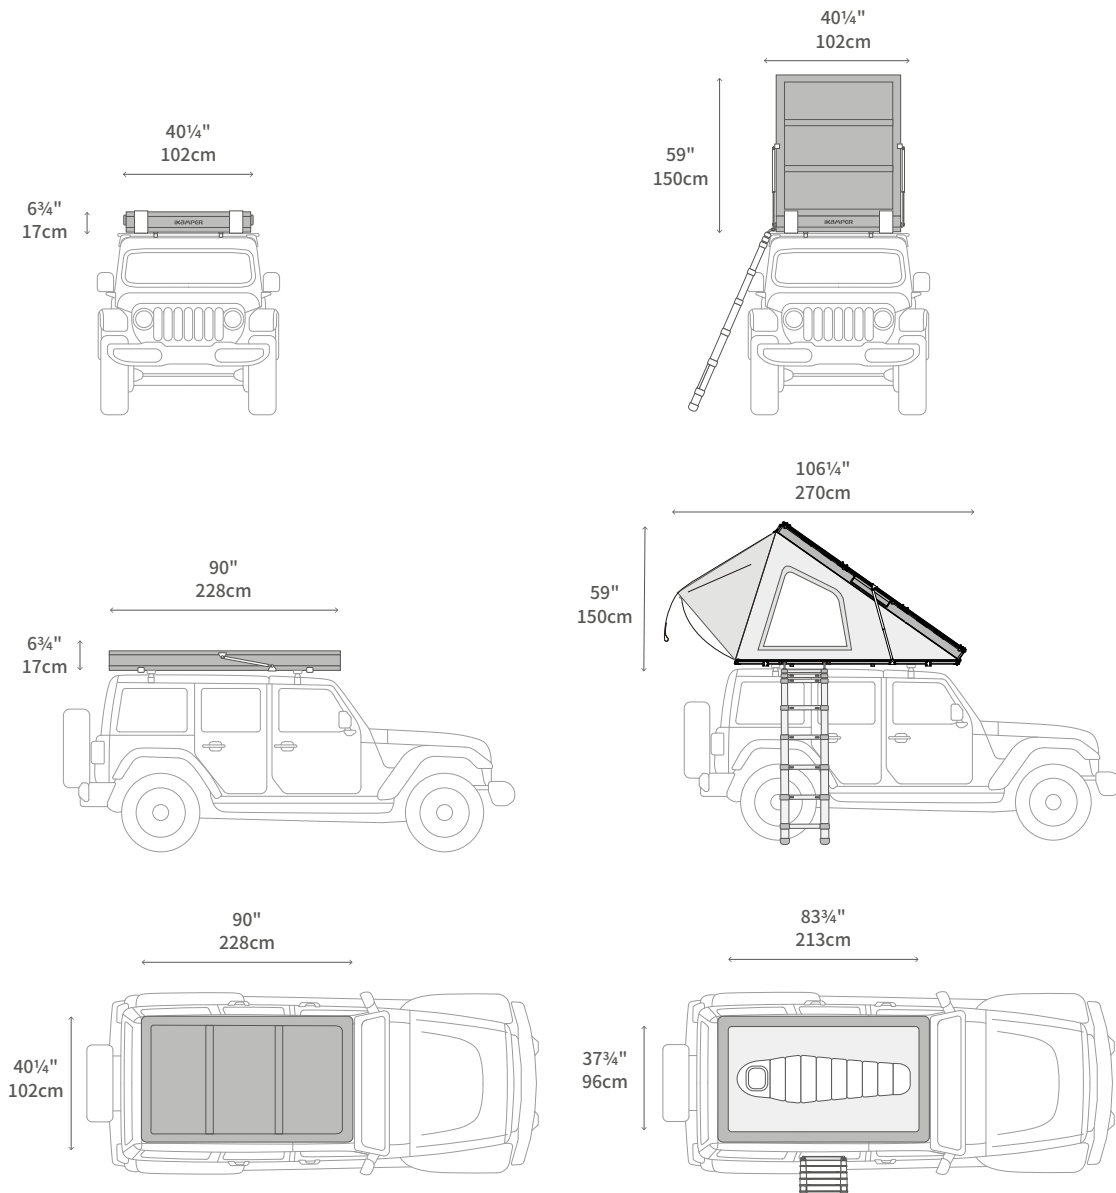 40¼"
102cm
40¼"
102cm
6¾"
17cm
iKAMPER
59"
150cm
iKAMPER
106¼"
270cm
90"
228cm
59"
150cm
6¾"
17cm
90"
228cm
83¾"
213cm
40¼"
102cm
37¾"
96cm